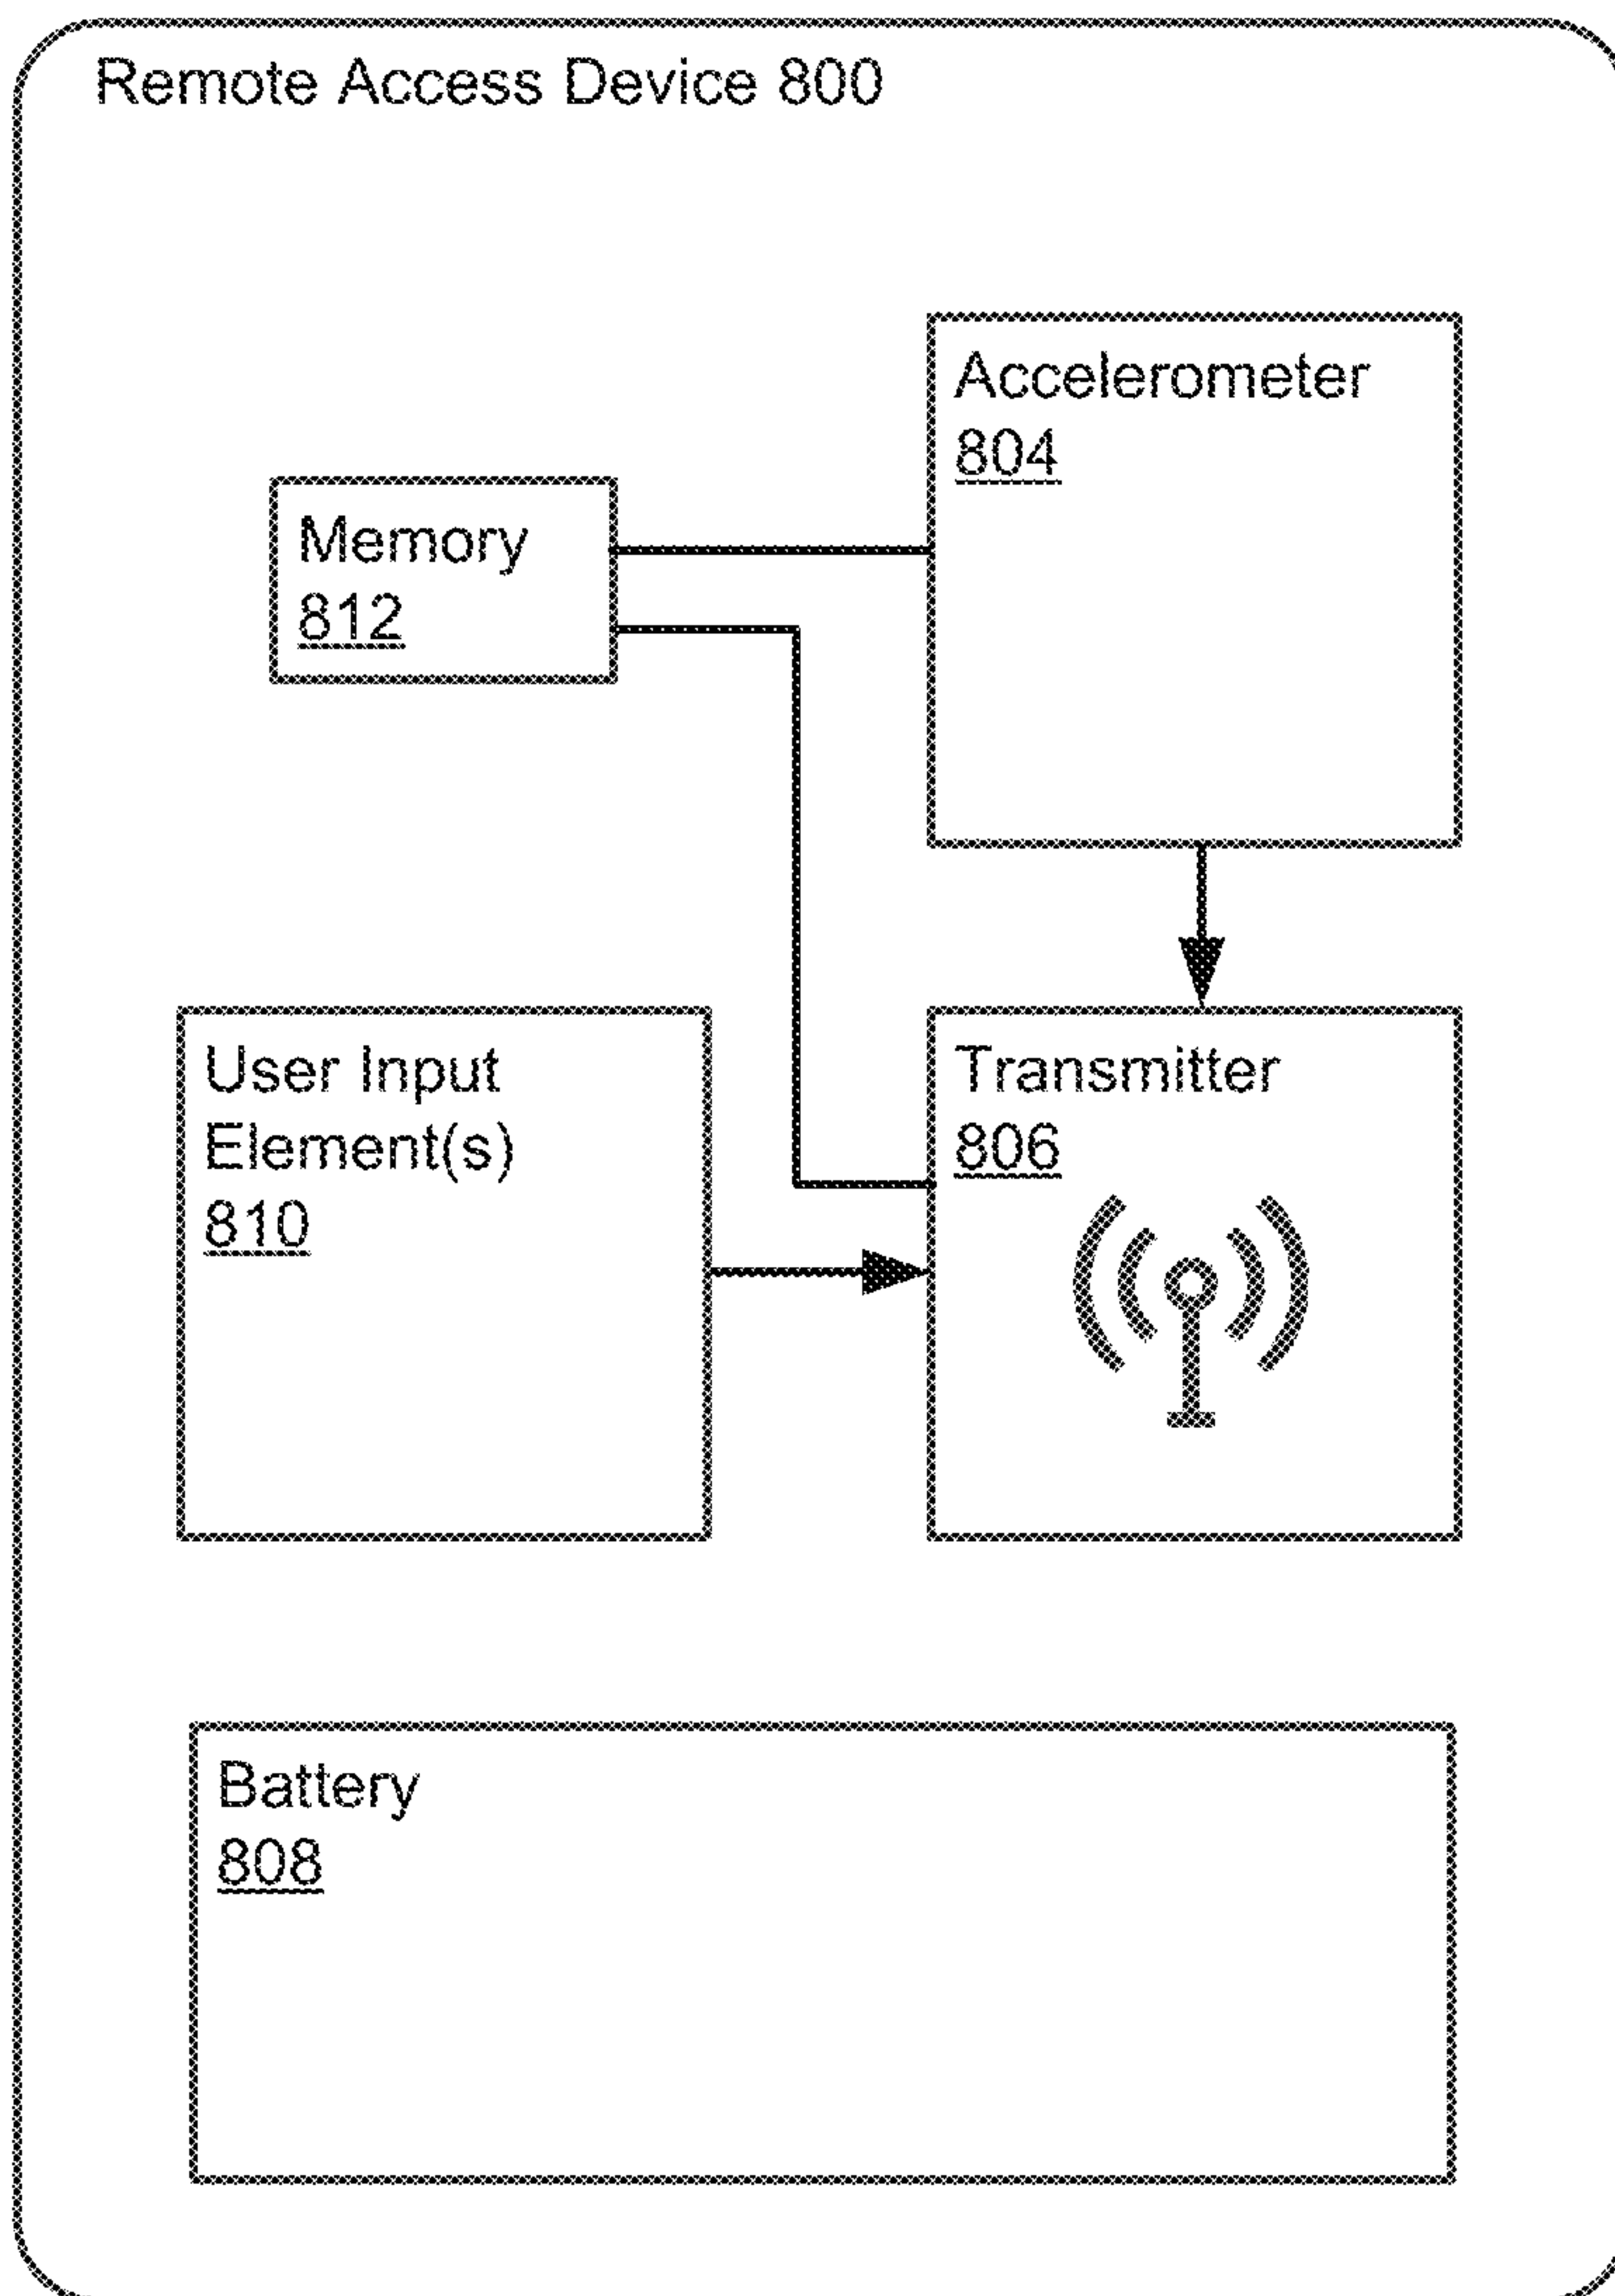 Remote Access Device 800
Accelerometer
804
Memory
812
User Input
Element(s)
810
Transmitter
806
Battery
808